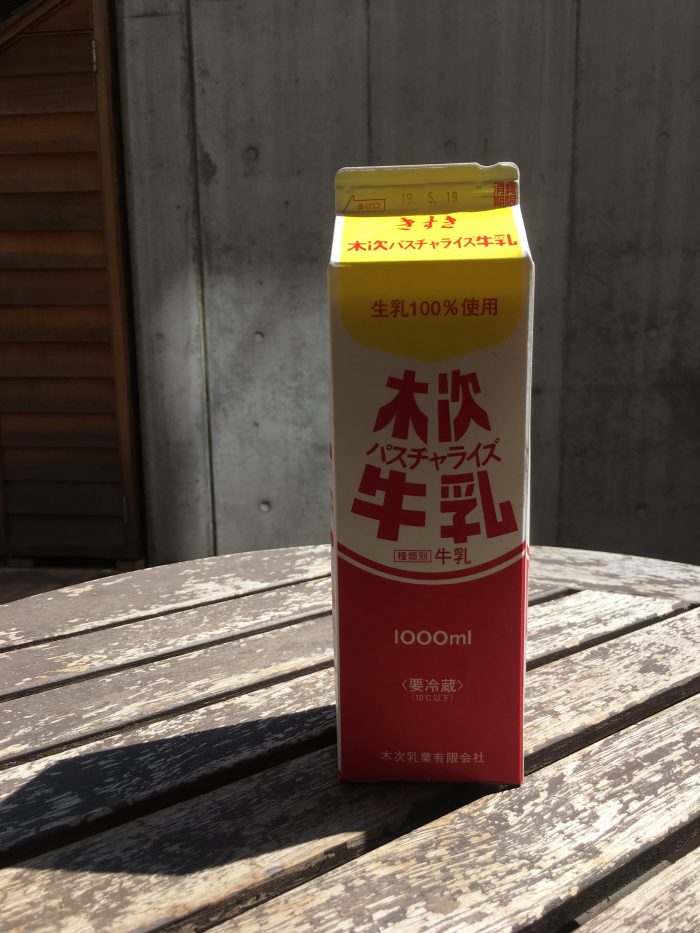 あけ口
19. 5. 19
消費
期限
きすき
木次パスチャライズ牛乳
生乳100%使用
木次
パスチャライズ
牛乳
種類別 牛乳
1000ml
〈要冷蔵〉
(10℃以下)
木次乳業有限会社